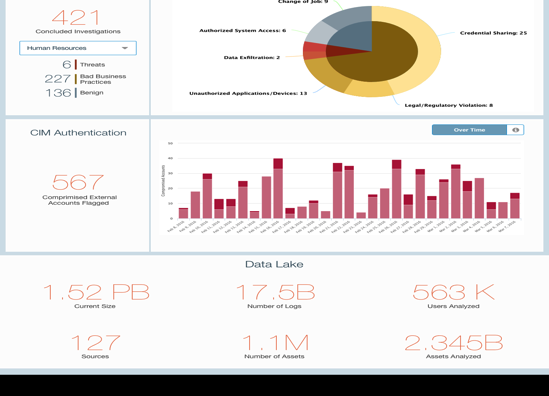 Change of Job: 9
421
Concluded Investigations
Authorized System Access: 6
Credential Sharing: 25
Human Resources
Data Exfiltration: 2
6 Threats
227 Bad Business Practices
136 Benign
Unauthorized Applications/Devices: 13
Legal/Regulatory Violation: 8
CIM Authentication
Over Time
567
Comprimised External
Accounts Flagged
Data Lake
1.52 PB
17.5B
563 K
Current Size
Number of Logs
Users Analyzed
127
1.1M
2.345B
Sources
Number of Assets
Assets Analyzed